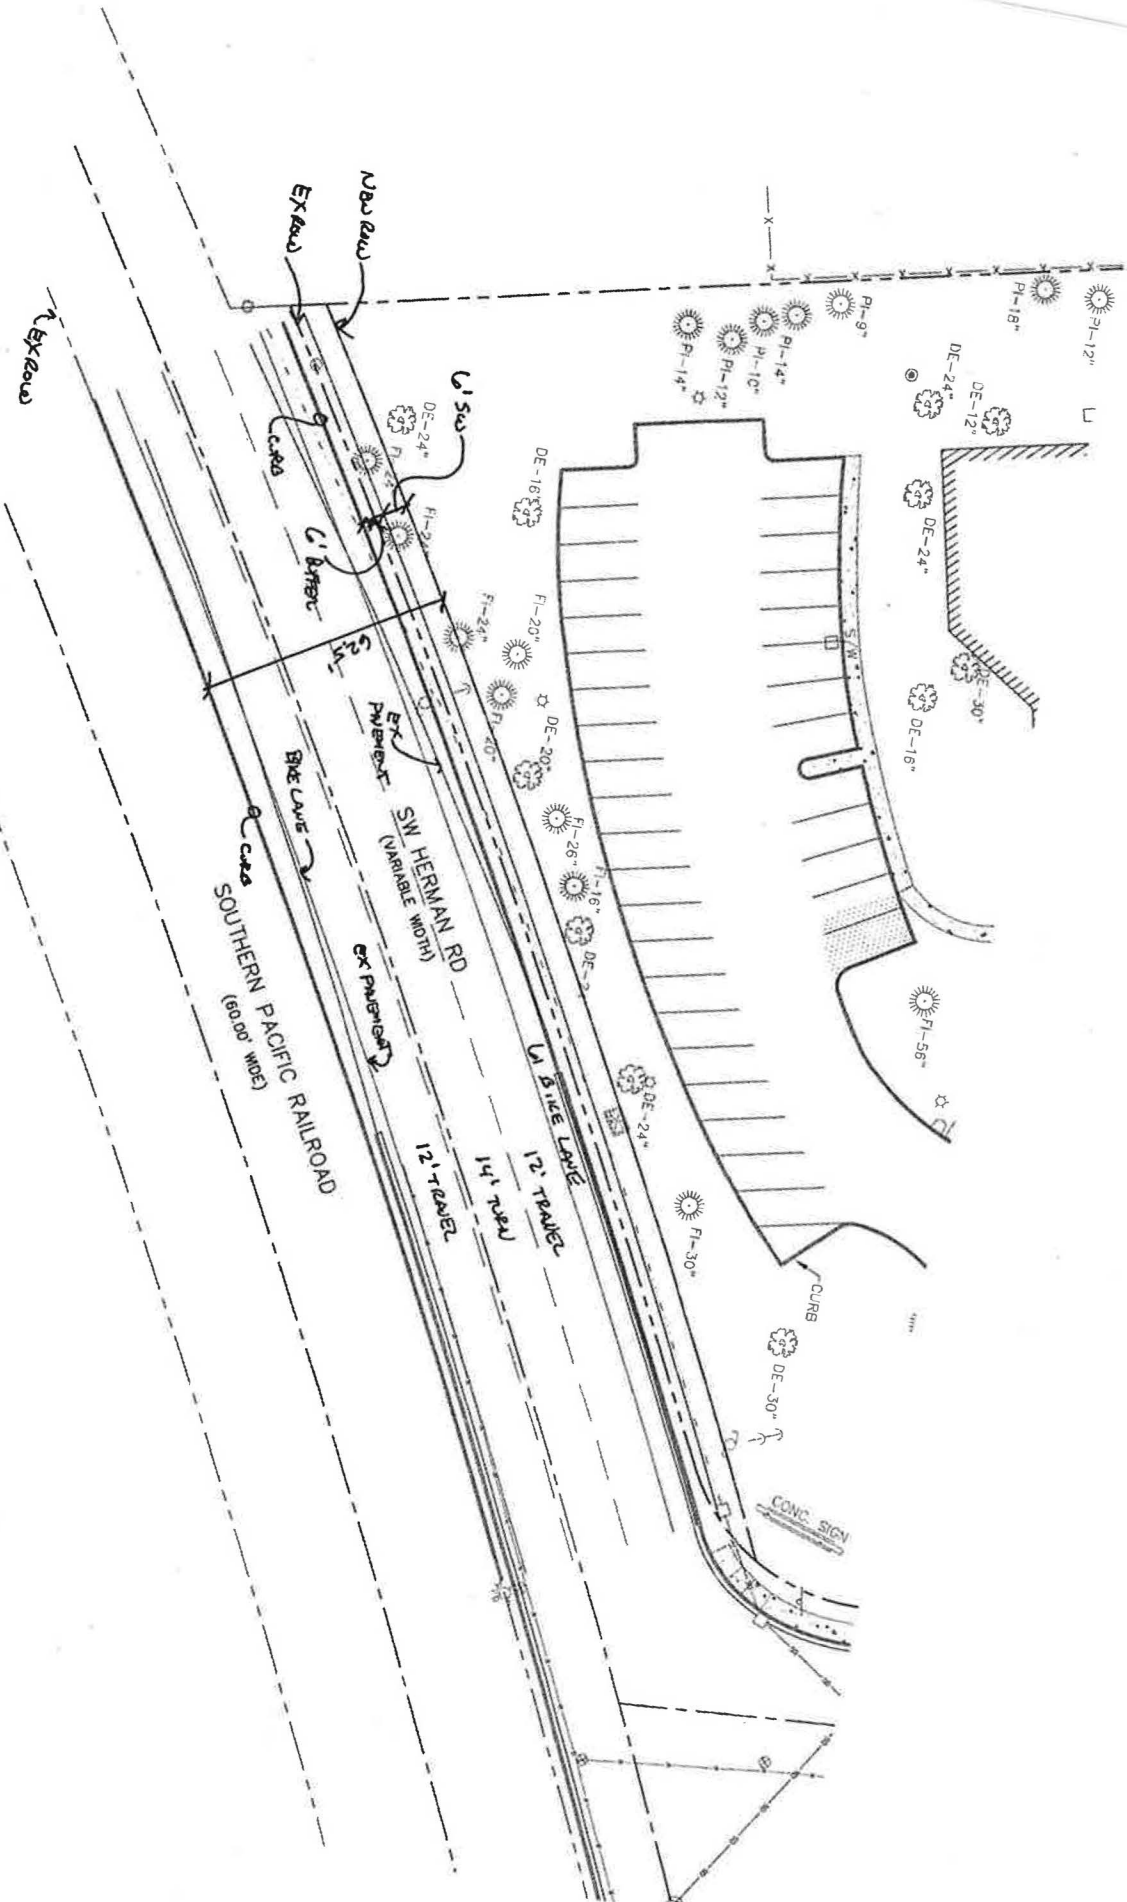 NEW ROW
EX ROW
EX ROW
CURB
6' SW
6' BUFFER
62.5'
EX PAVEMENT
BIKE LANE
CURB
SW HERMAN RD
(VARIABLE WIDTH)
EX PAVEMENT
SOUTHERN PACIFIC RAILROAD
(60.00' WIDE)
6' BIKE LANE
12' TRAVEL
14' TURN
12' TRAVEL
PI-12"
PI-18"
PI-9"
PI-14"
PI-10"
PI-12"
PI-14"
DE-24"
DE-12"
DE-24"
DE-30"
DE-16"
S/W
DE-24"
DE-16"
FI-24"
FI-20"
DE-20"
FI-26"
FI-16"
DE-24"
FI-30"
FI-56"
CURB
DE-30"
CONC. SIGN